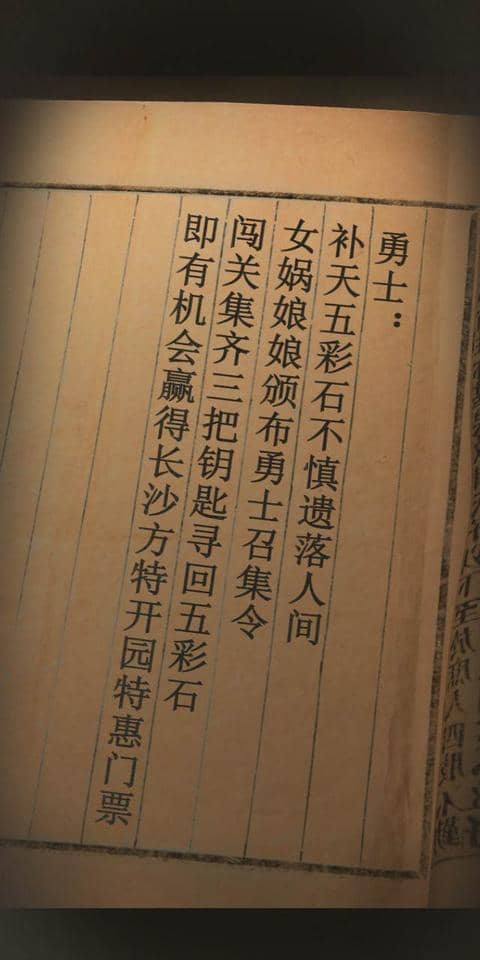 勇士：
补天五彩石不慎遗落人间
女娲娘娘颁布勇士召集令
闯关集齐三把钥匙寻回五彩石
即有机会赢得长沙方特开园特惠门票